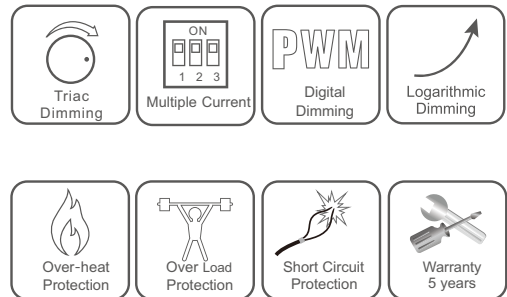 Triac
Dimming
ON
1 2 3
Multiple Current
PWM
Digital
Dimming
Logarithmic
Dimming
Over-heat
Protection
Over Load
Protection
Short Circuit
Protection
Warranty
5 years